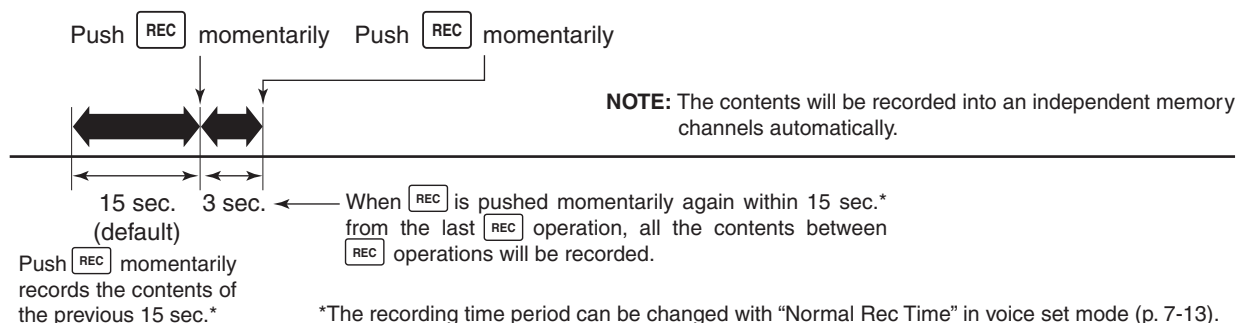 Push REC momentarily Push REC momentarily
NOTE: The contents will be recorded into an independent memory
channels automatically.
15 sec. 3 sec.
(default)
Push REC momentarily
records the contents of
the previous 15 sec.*
When REC is pushed momentarily again within 15 sec.*
from the last REC operation, all the contents between
REC operations will be recorded.
*The recording time period can be changed with “Normal Rec Time” in voice set mode (p. 7-13).